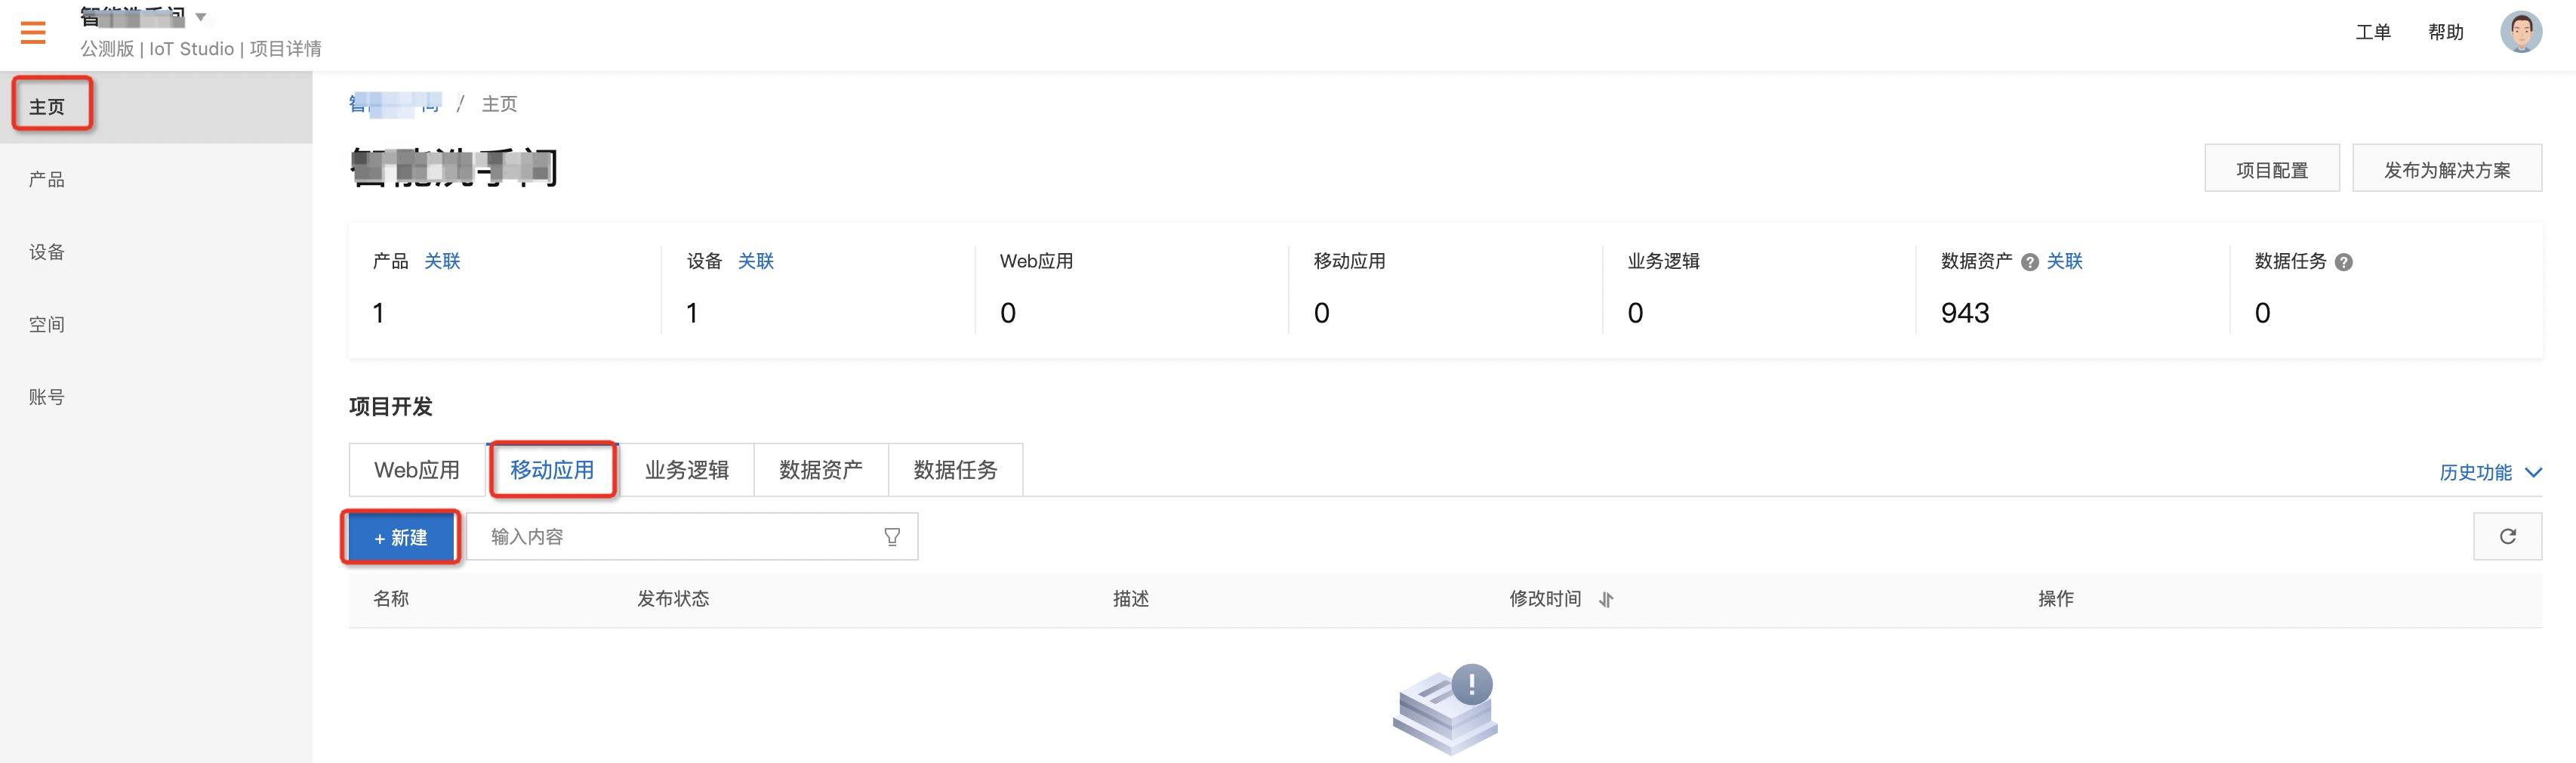 公测版 | IoT Studio | 项目详情
工单 帮助
主页
产品
设备
空间
账号
/ 主页
项目配置 发布为解决方案
产品 关联 设备 关联 Web应用 移动应用 业务逻辑 数据资产 ? 关联 数据任务 ?
1 1 0 0 0 943 0
项目开发
Web应用 移动应用 业务逻辑 数据资产 数据任务 历史功能
+ 新建 输入内容
名称 发布状态 描述 修改时间 操作